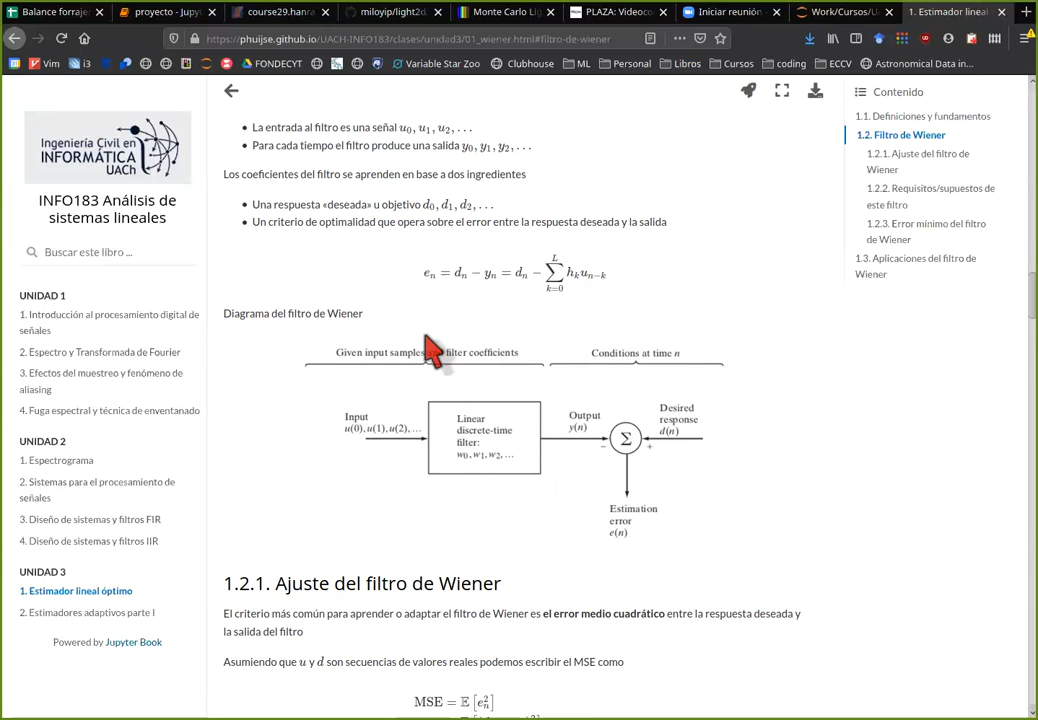 Balance forraje
proyecto - Jupyt
course29.hanra
miloyip/light2d
Monte Carlo Lig
PLAZA: Videoco
Iniciar reunión
Work/Cursos/U
1. Estimador lineal
https://phuijse.github.io/UACH-INFO183/clases/unidad3/01_wiener.html#filtro-de-wiener
Vim
i3
FONDECYT
Variable Star Zoo
Clubhouse
ML
Personal
Libros
Cursos
coding
ECCV
Astronomical Data in...
Ingeniería Civil en
INFORMÁTICA
UACh
INFO183 Análisis de
sistemas lineales
Buscar este libro ...
UNIDAD 1
1. Introducción al procesamiento digital de
señales
2. Espectro y Transformada de Fourier
3. Efectos del muestreo y fenómeno de
aliasing
4. Fuga espectral y técnica de enventanado
UNIDAD 2
1. Espectrograma
2. Sistemas para el procesamiento de
señales
3. Diseño de sistemas y filtros FIR
4. Diseño de sistemas y filtros IIR
UNIDAD 3
1. Estimador lineal óptimo
2. Estimadores adaptivos parte I
Powered by Jupyter Book
• La entrada al filtro es una señal u₀, u₁, u₂, ...
• Para cada tiempo el filtro produce una salida y₀, y₁, y₂, ...
Los coeficientes del filtro se aprenden en base a dos ingredientes
• Una respuesta «deseada» u objetivo d₀, d₁, d₂, ...
• Un criterio de optimalidad que opera sobre el error entre la respuesta deseada y la salida
eₙ = dₙ − yₙ = dₙ − ∑_{k=0}^{L} hₖuₙ₋ₖ
Diagrama del filtro de Wiener
Given input samples filter coefficients
Conditions at time n
Input
u(0), u(1), u(2), ...
Linear
discrete-time
filter:
w₀, w₁, w₂, ...
Output
y(n)
Σ
−
+
Desired
response
d(n)
Estimation
error
e(n)
1.2.1. Ajuste del filtro de Wiener
El criterio más común para aprender o adaptar el filtro de Wiener es el error medio cuadrático entre la respuesta deseada y
la salida del filtro
Asumiendo que u y d son secuencias de valores reales podemos escribir el MSE como
MSE = 𝔼 [eₙ²]
Contenido
1.1. Definiciones y fundamentos
1.2. Filtro de Wiener
1.2.1. Ajuste del filtro de
Wiener
1.2.2. Requisitos/supuestos de
este filtro
1.2.3. Error mínimo del filtro
de Wiener
1.3. Aplicaciones del filtro de
Wiener